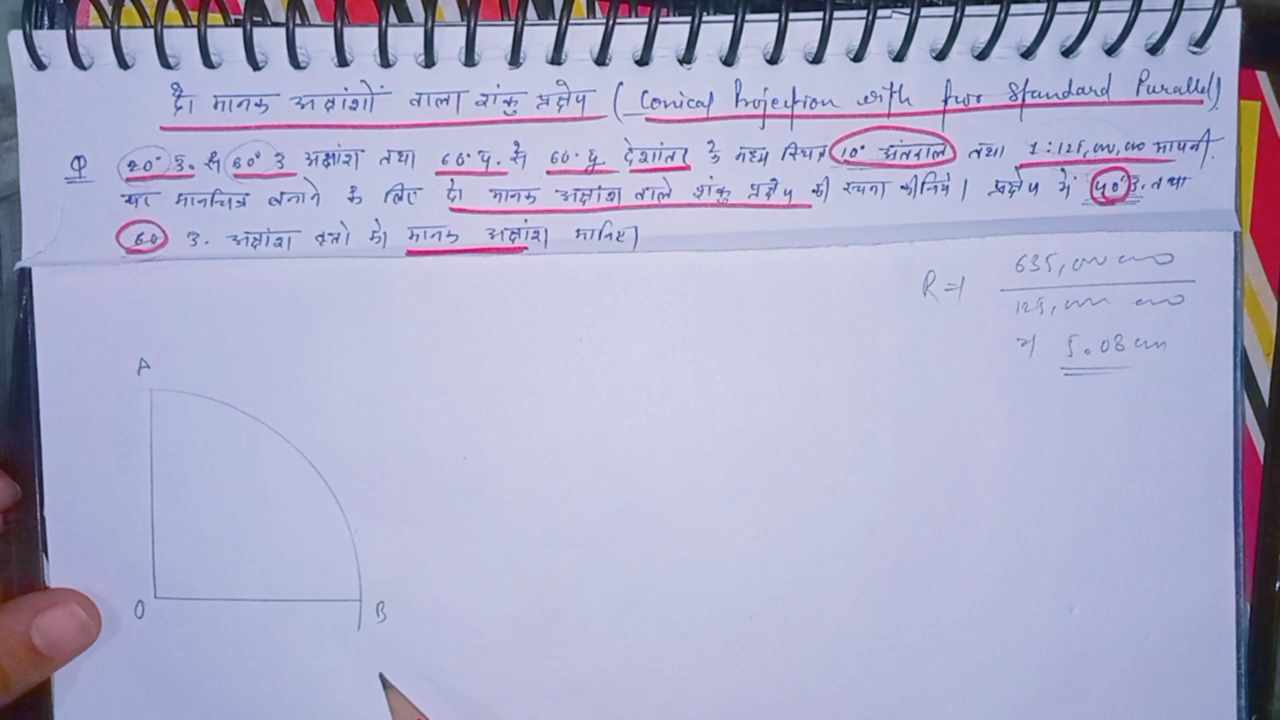 दो मानक अक्षांशों वाला शंकु प्रक्षेप (Conical Projection with two Standard Parallel)
Q 20° उ. से 80° उ अक्षांश तथा 60° पू. से 60° पू देशांतर के मध्य स्थित 10° अंतराल तथा 1:125,000,000 मापनी
पर मानचित्र बनाने के लिए दो मानक अक्षांश वाले शंकु प्रक्षेप की रचना कीजिये। प्रक्षेप में 40° उ. तथा
60 उ. अक्षांश वृत्तो को मानक अक्षांश मानिए।
R = 635,000,000
125,000,000
= 5.08 cm
A
O B